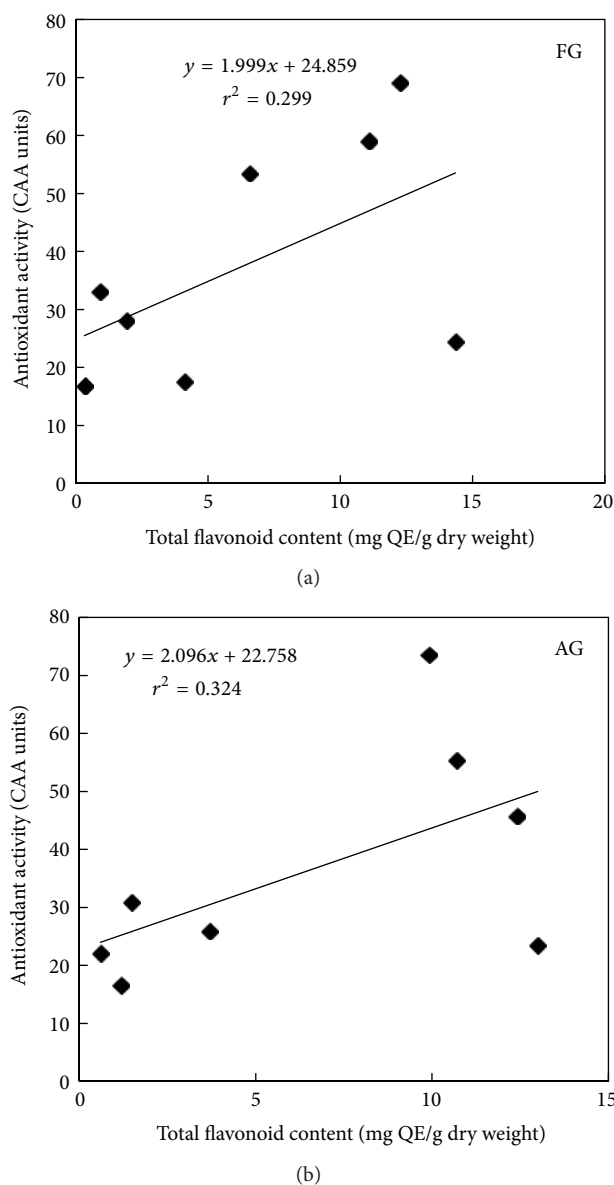 80
70
60
50
40
30
20
10
0
Antioxidant activity (CAA units)
y = 1.999x + 24.859
r² = 0.299
FG
0 5 10 15 20
Total flavonoid content (mg QE/g dry weight)
(a)
80
70
60
50
40
30
20
10
0
Antioxidant activity (CAA units)
y = 2.096x + 22.758
r² = 0.324
AG
0 5 10 15
Total flavonoid content (mg QE/g dry weight)
(b)